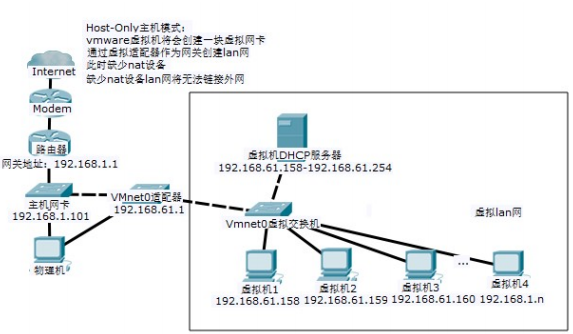 Host-Only主机模式:
vmware虚拟机将会创建一块虚拟网卡
通过虚拟适配作为网关创建lan网
此时缺少nat设备
缺少nat设备lan网将无法链接外网
Internet
Modem
路由器
网关地址: 192.168.1.1
主机网卡
192.168.1.101
物理机
VMnet0适配器
192.168.61.1
虚拟机DHCP服务器
192.168.61.158-192.168.61.254
Vmnet0虚拟交换机
虚拟lan网
...
虚拟机1
192.168.61.158
虚拟机2
192.168.61.159
虚拟机3
192.168.61.160
虚拟机4
192.168.1.n